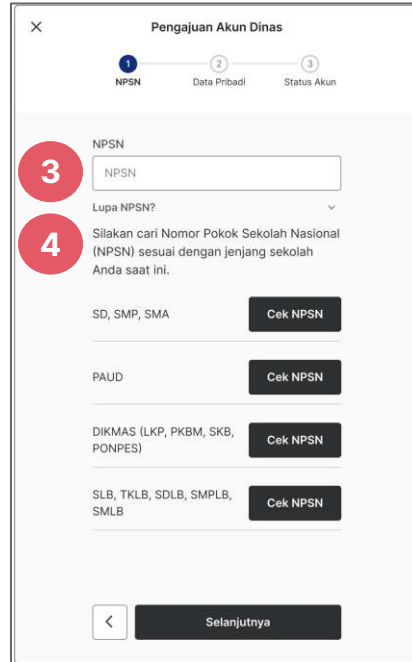 Pengajuan Akun Dinas
1
2
3
NPSN
Data Pribadi
Status Akun
NPSN
3
NPSN
Lupa NPSN?
4
Silakan cari Nomor Pokok Sekolah Nasional
(NPSN) sesuai dengan jenjang sekolah
Anda saat ini.
SD, SMP, SMA
Cek NPSN
PAUD
Cek NPSN
DIKMAS (LKP, PKBM, SKB,
PONPES)
Cek NPSN
SLB, TKLB, SDLB, SMPLB,
SMLB
Cek NPSN
Selanjutnya